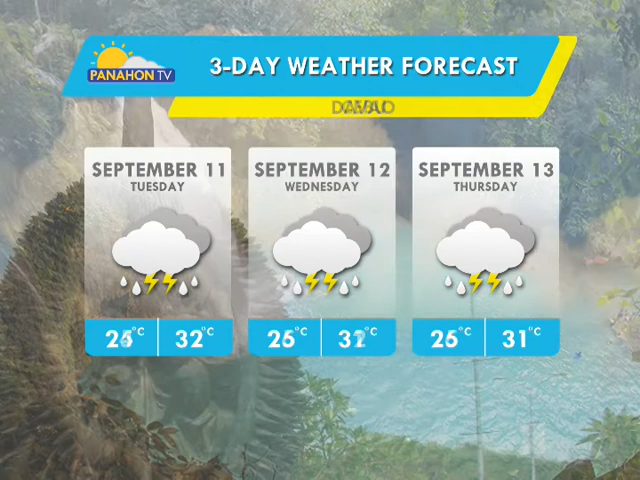 PANAHON TV
3-DAY WEATHER FORECAST
SEPTEMBER 11
TUESDAY
SEPTEMBER 12
WEDNESDAY
SEPTEMBER 13
THURSDAY
°C
32°C
°C
°C
°C
31°C